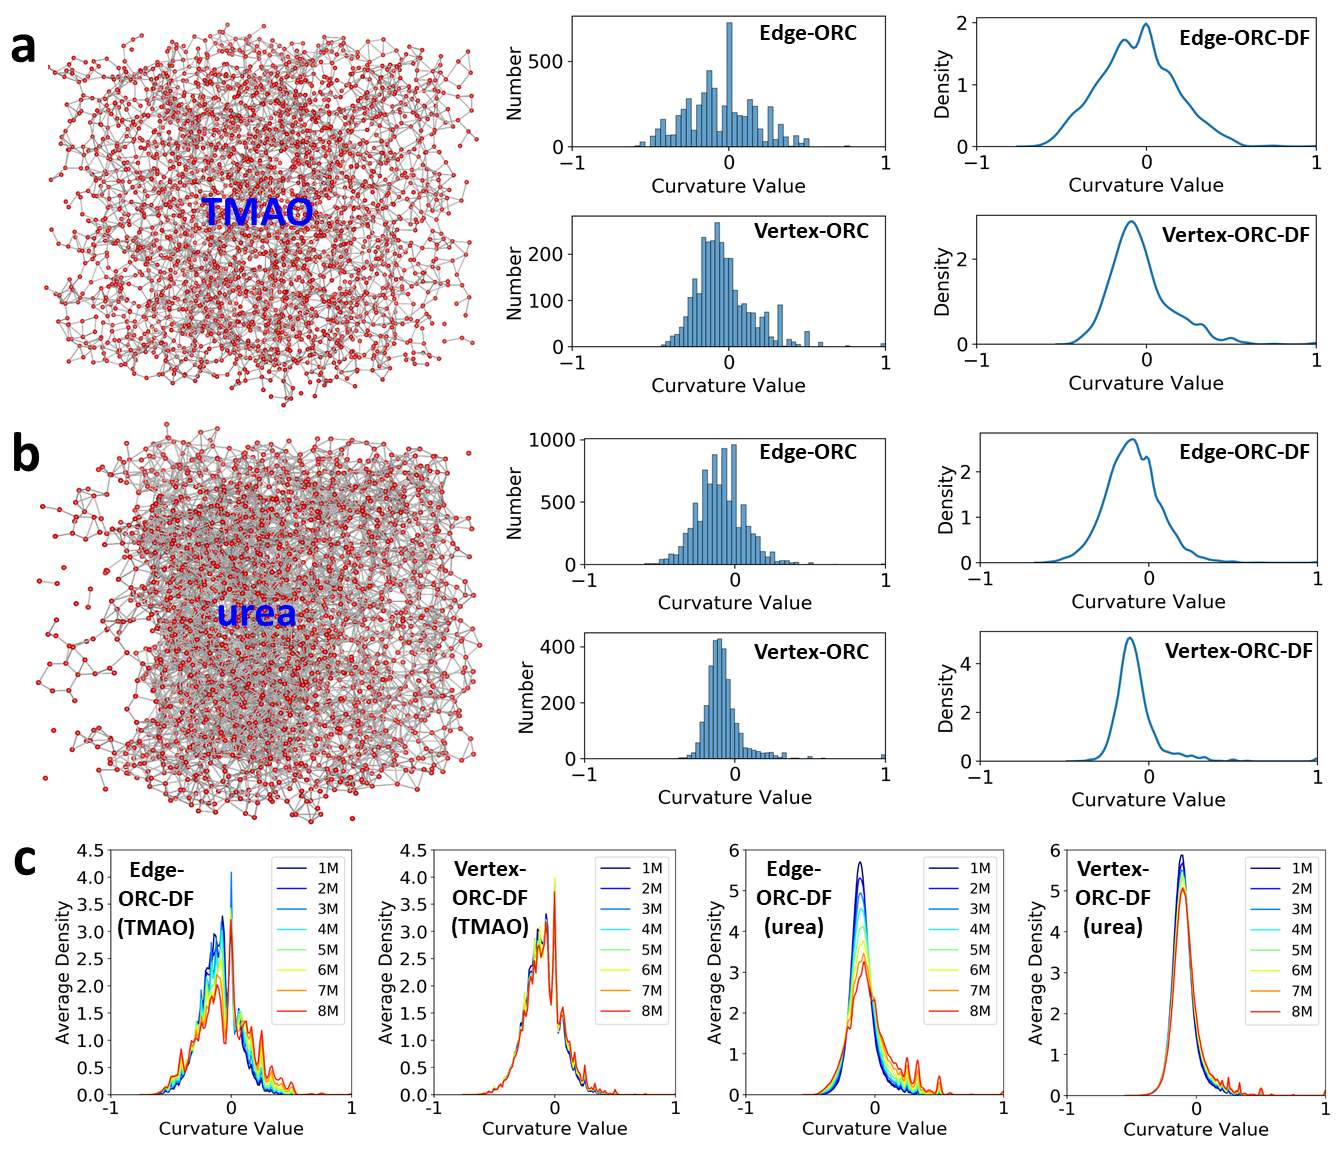 a
TMAO
Edge-ORC
Number
500
0
−1
0
1
Curvature Value
Edge-ORC-DF
Density
2
1
0
−1
0
1
Curvature Value
Vertex-ORC
Number
200
100
0
−1
0
1
Curvature Value
Vertex-ORC-DF
Density
2
0
−1
0
1
Curvature Value
b
urea
Edge-ORC
Number
1000
500
0
−1
0
1
Curvature Value
Edge-ORC-DF
Density
2
1
0
−1
0
1
Curvature Value
Vertex-ORC
Number
400
200
0
−1
0
1
Curvature Value
Vertex-ORC-DF
Density
4
2
0
−1
0
1
Curvature Value
c
Edge-
ORC-DF
(TMAO)
Average Density
4.5
4.0
3.5
3.0
2.5
2.0
1.5
1.0
0.5
0.0
-1
0
1
Curvature Value
1M
2M
3M
4M
5M
6M
7M
8M
Vertex-
ORC-DF
(TMAO)
Average Density
4.5
4.0
3.5
3.0
2.5
2.0
1.5
1.0
0.5
0.0
-1
0
1
Curvature Value
1M
2M
3M
4M
5M
6M
7M
8M
Edge-
ORC-DF
(urea)
Average Density
6
5
4
3
2
1
0
-1
0
1
Curvature Value
1M
2M
3M
4M
5M
6M
7M
8M
Vertex-
ORC-DF
(urea)
Average Density
6
5
4
3
2
1
0
-1
0
1
Curvature Value
1M
2M
3M
4M
5M
6M
7M
8M